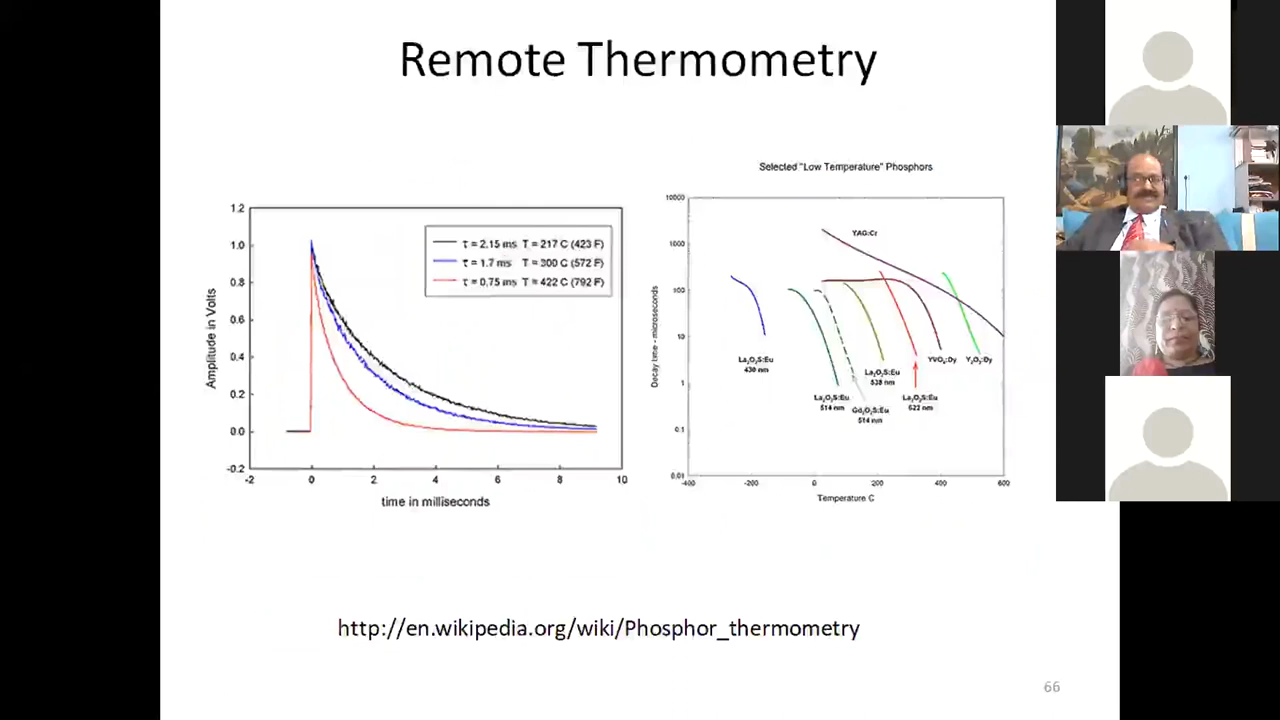 Remote Thermometry
1.2
1.0
0.8
0.6
0.4
0.2
0.0
-0.2
-2
0
2
4
6
8
10
Amplitude in Volts
time in milliseconds
τ = 2.15 ms T = 217 C (423 F)
τ = 1.7 ms T = 300 C (572 F)
τ = 0.75 ms T = 422 C (792 F)
Selected "Low Temperature" Phosphors
10000
1000
100
10
1
0.1
0.01
-400
-200
0
200
400
600
Decay time - microseconds
Temperature C
YAG:Cr
La₂O₂S:Eu
430 nm
La₂O₂S:Eu
514 nm
Gd₂O₂S:Eu
514 nm
La₂O₂S:Eu
538 nm
La₂O₂S:Eu
622 nm
YVO₄:Dy
Y₂O₃:Dy
http://en.wikipedia.org/wiki/Phosphor_thermometry
66